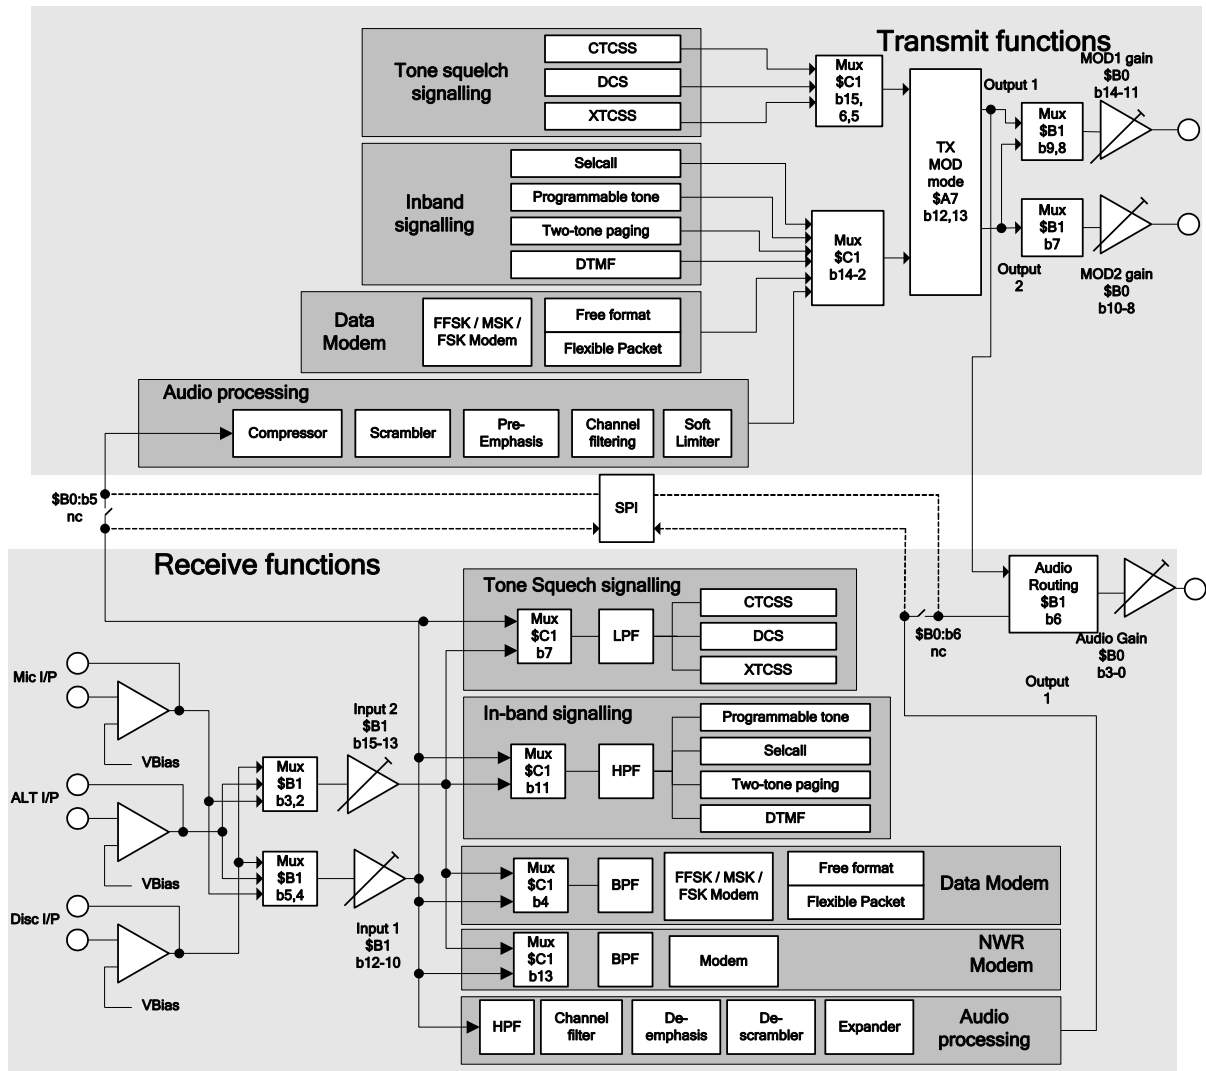 Transmit functions
Tone squelch
signalling
CTCSS
DCS
XTCSS
Mux
$C1
b15,
6,5
Inband
signalling
Selcall
Programmable tone
Two-tone paging
DTMF
Mux
$C1
b14-2
Data
Modem
FFSK / MSK /
FSK Modem
Free format
Flexible Packet
Audio processing
Compressor
Scrambler
Pre-
Emphasis
Channel
filtering
Soft
Limiter
TX
MOD
mode
$A7
b12,13
Output 1
Output
2
Mux
$B1
b9,8
MOD1 gain
$B0
b14-11
Mux
$B1
b7
MOD2 gain
$B0
b10-8
$B0:b5
nc
SPI
Receive functions
Audio
Routing
$B1
b6
Audio Gain
$B0
b3-0
$B0:b6
nc
Output
1
Tone Squech signalling
Mux
$C1
b7
LPF
CTCSS
DCS
XTCSS
In-band signalling
Mux
$C1
b11
HPF
Programmable tone
Selcall
Two-tone paging
DTMF
Mic I/P
VBias
ALT I/P
VBias
Disc I/P
VBias
Mux
$B1
b3,2
Input 2
$B1
b15-13
Mux
$B1
b5,4
Input 1
$B1
b12-10
Mux
$C1
b4
BPF
FFSK / MSK /
FSK Modem
Free format
Flexible Packet
Data Modem
Mux
$C1
b13
BPF
Modem
NWR
Modem
HPF
Channel
filter
De-
emphasis
De-
scrambler
Expander
Audio
processing